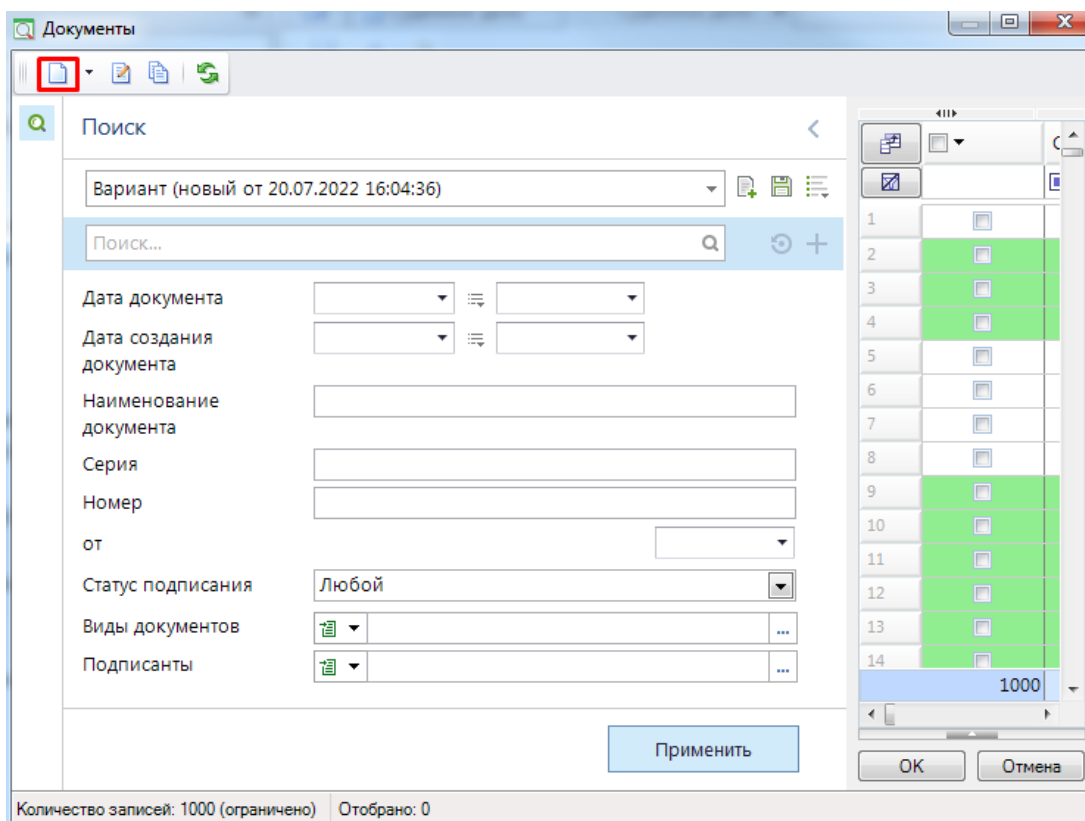 Документы
Поиск
Вариант (новый от 20.07.2022 16:04:36)
Поиск...
Дата документа
Дата создания
документа
Наименование
документа
Серия
Номер
от
Статус подписания Любой
Виды документов
...
Подписанты
...
Применить
1
2
3
4
5
6
7
8
9
10
11
12
13
14
1000
OK Отмена
Количество записей: 1000 (ограничено) Отобрано: 0